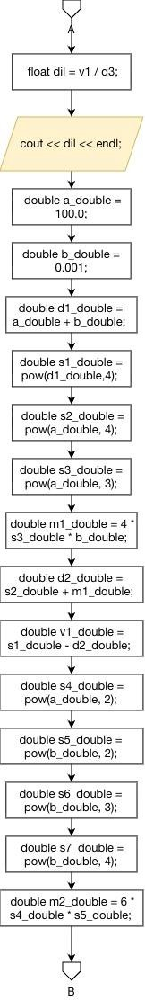 A
float dil = v1 / d3;
cout << dil << endl;
double a_double =
100.0;
double b_double =
0.001;
double d1_double =
a_double + b_double;
double s1_double =
pow(d1_double,4);
double s2_double =
pow(a_double, 4);
double s3_double =
pow(a_double, 3);
double m1_double = 4 *
s3_double * b_double;
double d2_double =
s2_double + m1_double;
double v1_double =
s1_double - d2_double;
double s4_double =
pow(a_double, 2);
double s5_double =
pow(b_double, 2);
double s6_double =
pow(b_double, 3);
double s7_double =
pow(b_double, 4);
double m2_double = 6 *
s4_double * s5_double;
B